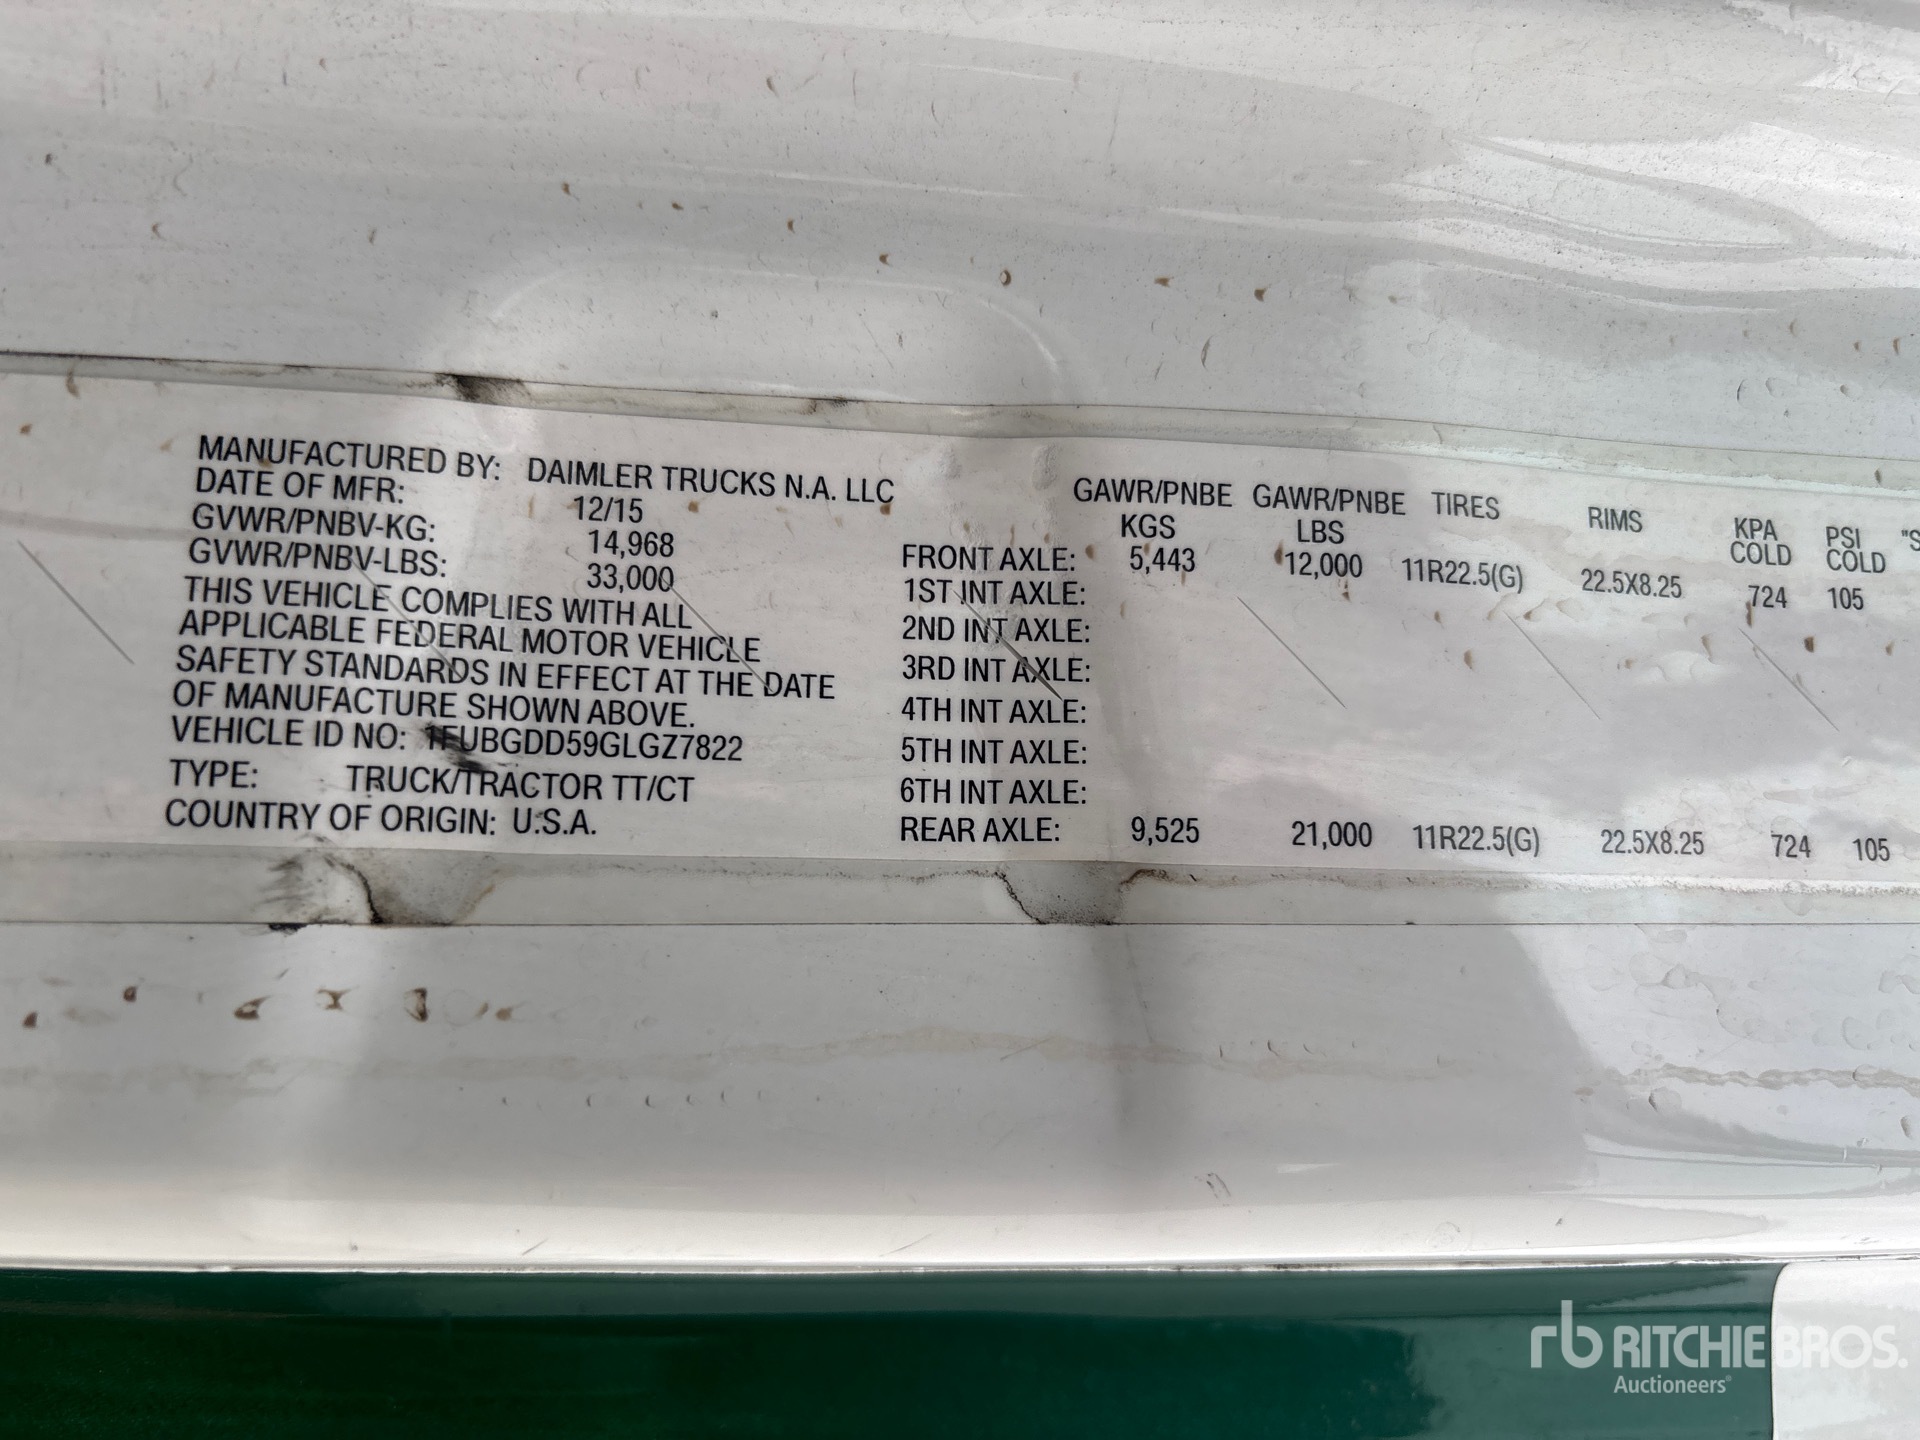 MANUFACTURED BY: DAIMLER TRUCKS N.A. LLC
DATE OF MFR: 12/15
GVWR/PNBV-KG: 14,968
GVWR/PNBV-LBS: 33,000
THIS VEHICLE COMPLIES WITH ALL
APPLICABLE FEDERAL MOTOR VEHICLE
SAFETY STANDARDS IN EFFECT AT THE DATE
OF MANUFACTURE SHOWN ABOVE.
VEHICLE ID NO: 1FUBGDD59GLGZ7822
TYPE: TRUCK/TRACTOR TT/CT
COUNTRY OF ORIGIN: U.S.A.
GAWR/PNBE GAWR/PNBE TIRES RIMS KPA PSI "S
KGS LBS COLD COLD
FRONT AXLE: 5,443 12,000 11R22.5(G) 22.5X8.25 724 105
1ST INT AXLE:
2ND INT AXLE:
3RD INT AXLE:
4TH INT AXLE:
5TH INT AXLE:
6TH INT AXLE:
REAR AXLE: 9,525 21,000 11R22.5(G) 22.5X8.25 724 105
rb RITCHIE BROS.
Auctioneers